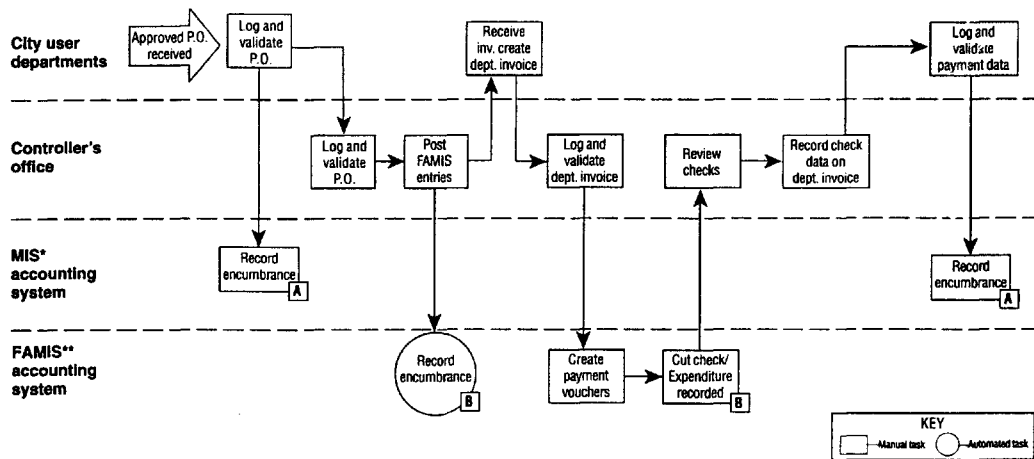 City user
departments
Approved P.O.
received
Log and
validate
P.O.
Receive
inv. create
dept. invoice
Log and
validate
payment data
Controller's
office
Log and
validate
P.O.
Post
FAMIS
entries
Log and
validate
dept. invoice
Review
checks
Record check
data on
dept. invoice
MIS*
accounting
system
Record
encumbrance
A
Record
encumbrance
A
FAMIS**
accounting
system
Record
encumbrance
B
Create
payment
vouchers
Cut check/
Expenditure
recorded
B
KEY
Manual task
Automated task